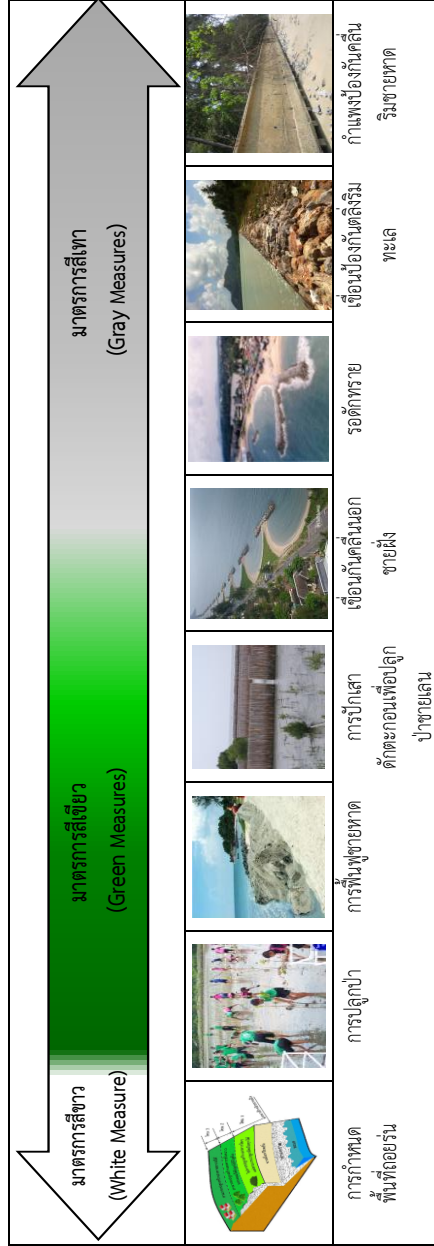 มาตรการสีขาว
(White Measure)
มาตรการสีเขียว
(Green Measures)
มาตรการสีเทา
(Gray Measures)
การกำหนด
พื้นที่ถอยร่น
การปลูกป่า
การฟื้นฟูชายหาด
การปักเสา
ดักตะกอนเพื่อปลูก
ป่าชายเลน
เขื่อนกันคลื่นนอก
ชายฝั่ง
รอดักทราย
เขื่อนป้องกันตลิ่งริม
ทะเล
กำแพงป้องกันคลื่น
ริมชายหาด